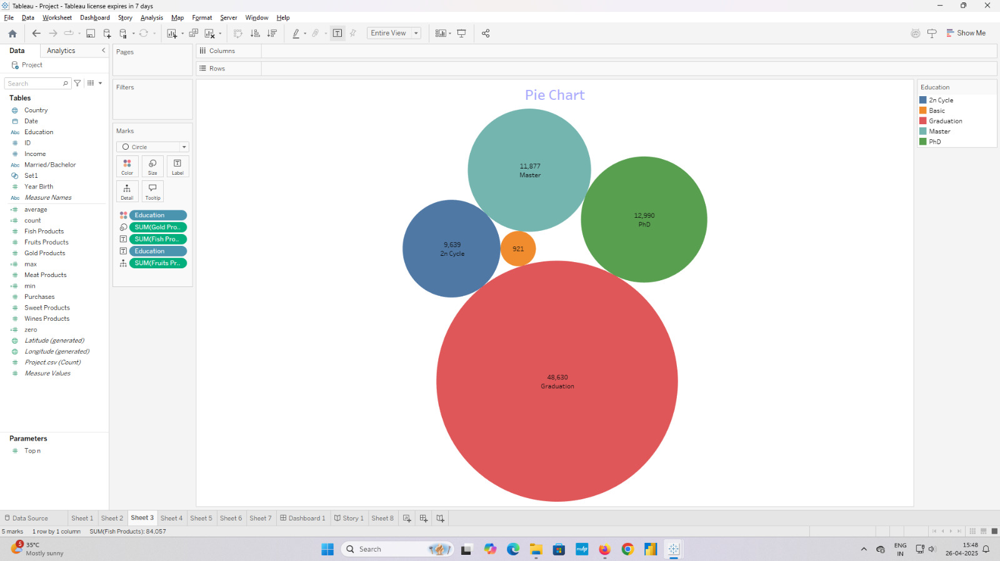 Tableau - Project - Tableau license expires in 7 days
File Data Worksheet Dashboard Story Analysis Map Format Server Window Help
Entire View
Show Me
Data Analytics
Project
Search
Tables
Country
Date
Abc Education
ID
Income
Abc Married/Bachelor
Set1
Year Birth
Abc Measure Names
average
count
Fish Products
Fruits Products
Gold Products
max
Meat Products
min
Purchases
Sweet Products
Wines Products
zero
Latitude (generated)
Longitude (generated)
Project.csv (Count)
Measure Values
Parameters
Top n
Pages
Filters
Marks
Circle
Color Size Label
Detail Tooltip
Education
SUM(Gold Pro..
SUM(Fish Pro..
Education
SUM(Fruits Pr..
Columns
Rows
Pie Chart
11,877
Master
12,990
PhD
9,639
2n Cycle
921
48,630
Graduation
Education
2n Cycle
Basic
Graduation
Master
PhD
Data Source Sheet 1 Sheet 2 Sheet 3 Sheet 4 Sheet 5 Sheet 6 Sheet 7 Dashboard 1 Story 1 Sheet 8
5 marks 1 row by 1 column SUM(Fish Products): 84,057
5
35°C
Mostly sunny
Search
myhp
ENG
IN
15:48
26-04-2025